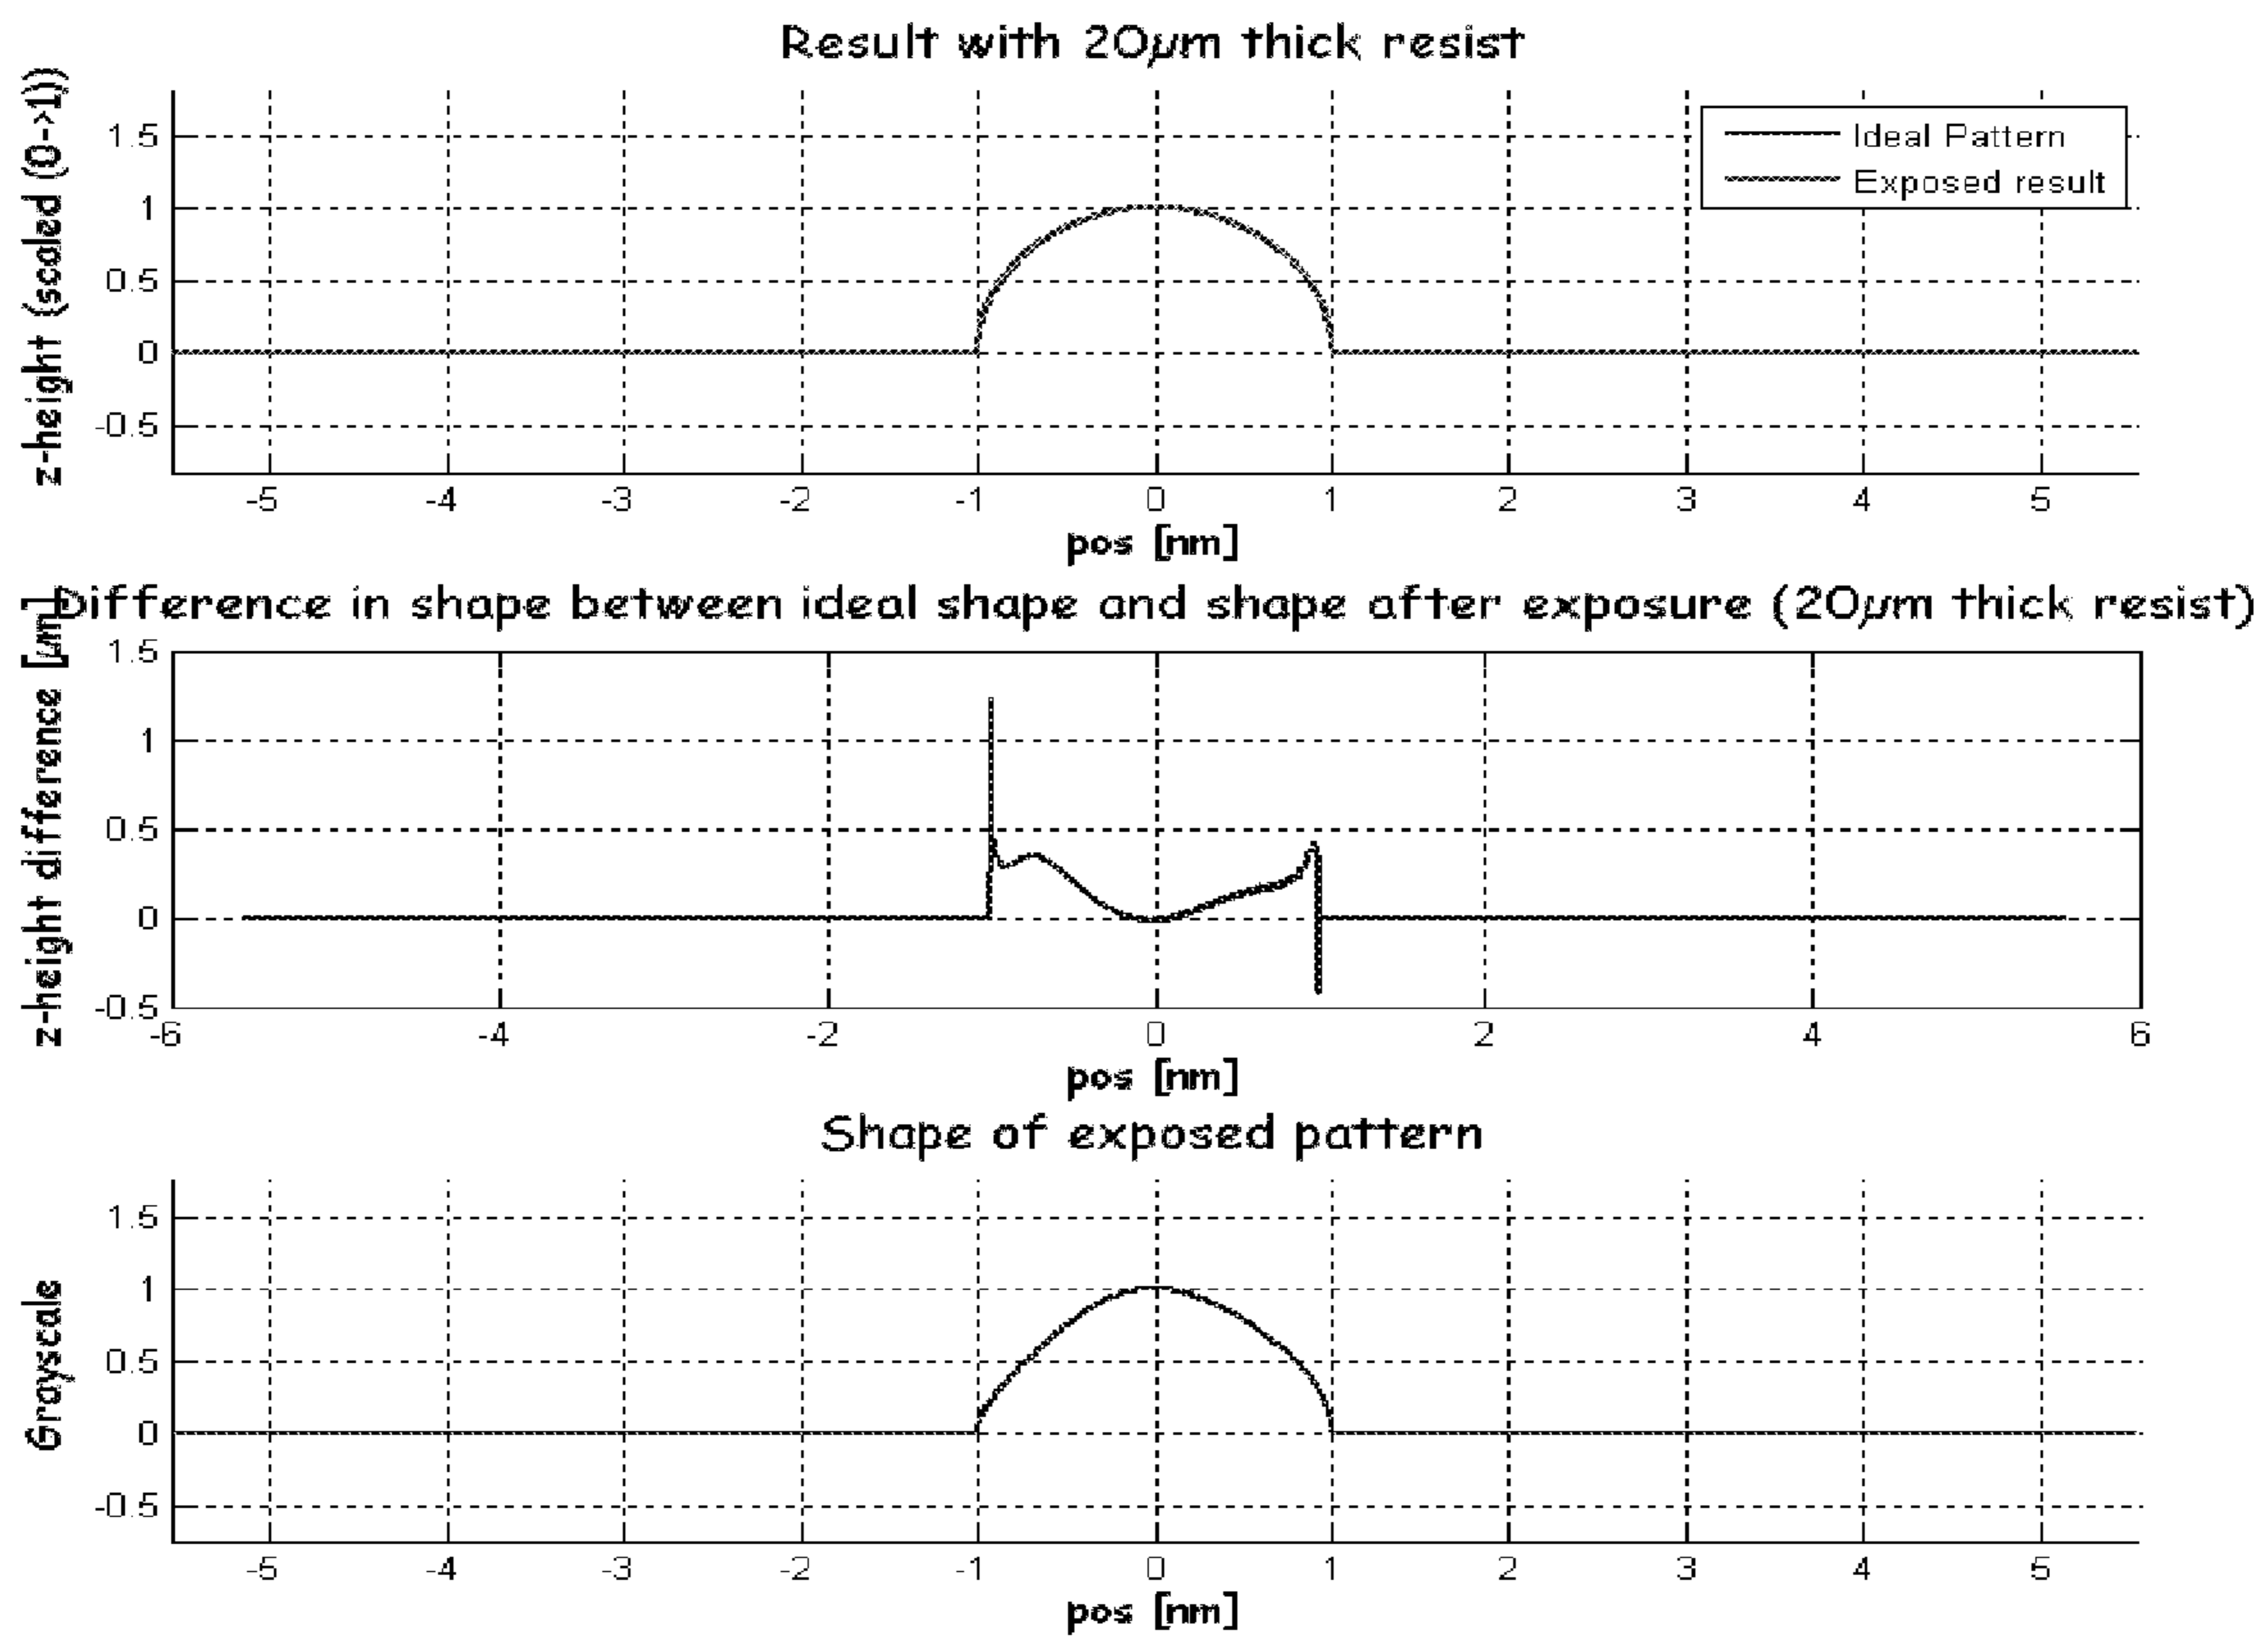 Result with 20µm thick resist
z-height (scaled (0->1))
1.5
1
0.5
0
-0.5
Ideal Pattern
Exposed result
-5 -4 -3 -2 -1 0 1 2 3 4 5
pos [nm]
Difference in shape between ideal shape and shape after exposure (20µm thick resist)
z-height difference [µm]
1.5
1
0.5
0
-0.5
-6 -4 -2 0 2 4 6
pos [nm]
Shape of exposed pattern
Grayscale
1.5
1
0.5
0
-0.5
-5 -4 -3 -2 -1 0 1 2 3 4 5
pos [nm]